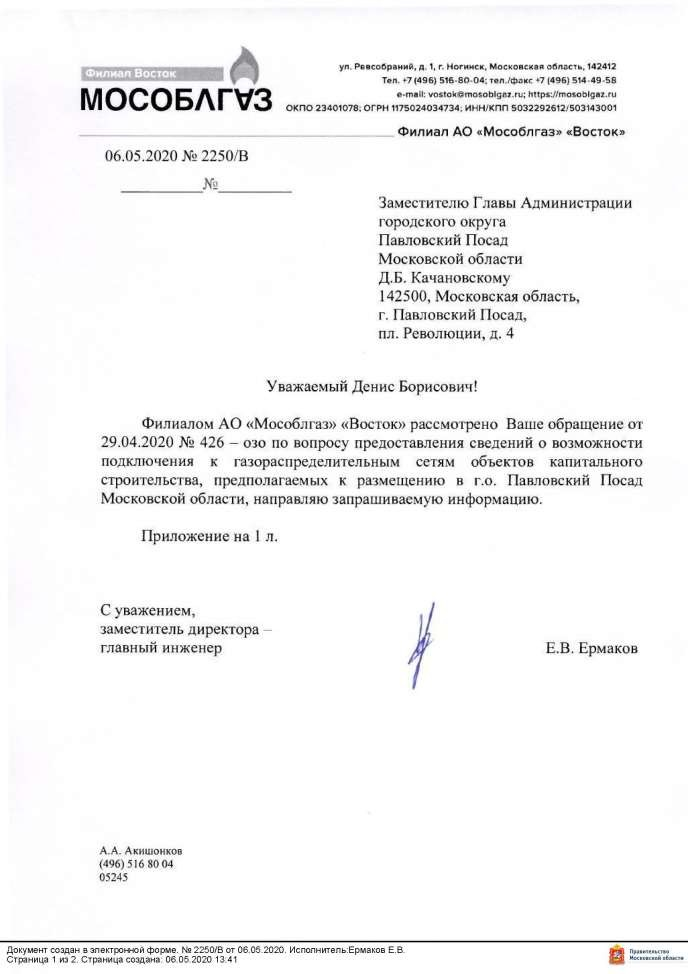 Филиал Восток
МОСОБЛГАЗ
ул. Ревсобраний, д. 1, г. Ногинск, Московская область, 142412
Тел. +7 (496) 516-80-04; тел./факс +7 (496) 514-49-58
e-mail: vostok@mosoblgaz.ru; https://mosoblgaz.ru
ОКПО 23401078; ОГРН 1175024034734; ИНН/КПП 5032292612/503143001
Филиал АО «Мособлгаз» «Восток»
06.05.2020 № 2250/В
___________№__________
Заместителю Главы Администрации
городского округа
Павловский Посад
Московской области
Д.Б. Качановскому
142500, Московская область,
г. Павловский Посад,
пл. Революции, д. 4
Уважаемый Денис Борисович!
Филиалом АО «Мособлгаз» «Восток» рассмотрено Ваше обращение от
29.04.2020 № 426 – озо по вопросу предоставления сведений о возможности
подключения к газораспределительным сетям объектов капитального
строительства, предполагаемых к размещению в г.о. Павловский Посад
Московской области, направляю запрашиваемую информацию.
Приложение на 1 л.
С уважением,
заместитель директора –
главный инженер
Е.В. Ермаков
А.А. Акишонков
(496) 516 80 04
05245
Документ создан в электронной форме. № 2250/В от 06.05.2020. Исполнитель:Ермаков Е.В.
Страница 1 из 2. Страница создана: 06.05.2020 13:41
Правительство
Московской области